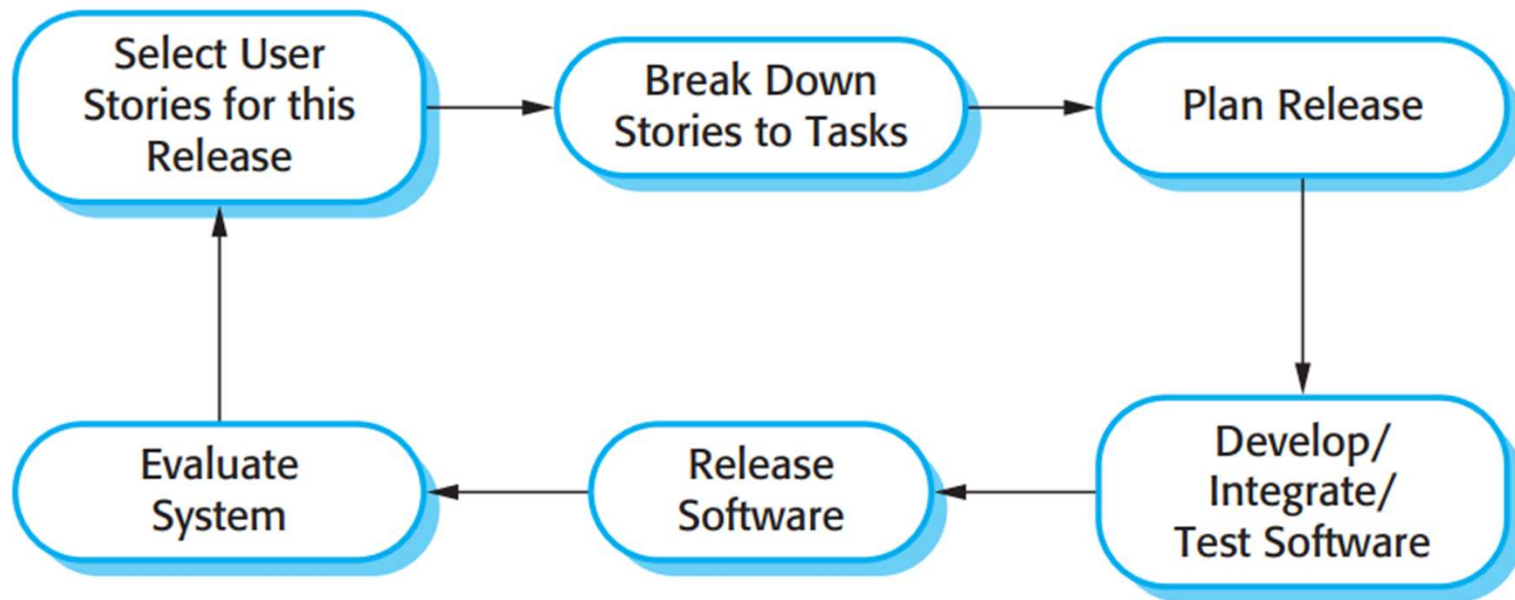 Select User
Stories for this
Release
Break Down
Stories to Tasks
Plan Release
Develop/
Integrate/
Test Software
Release
Software
Evaluate
System